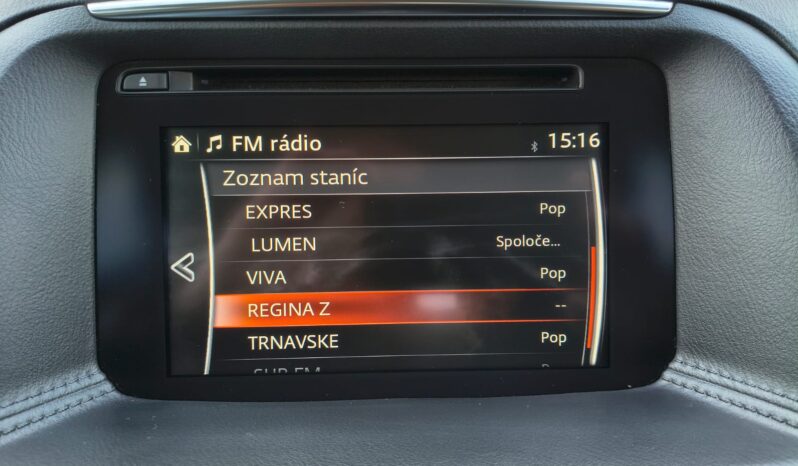 FM rádio 15:16
Zoznam staníc
EXPRES Pop
LUMEN Spoloče...
VIVA Pop
REGINA Z --
TRNAVSKE Pop